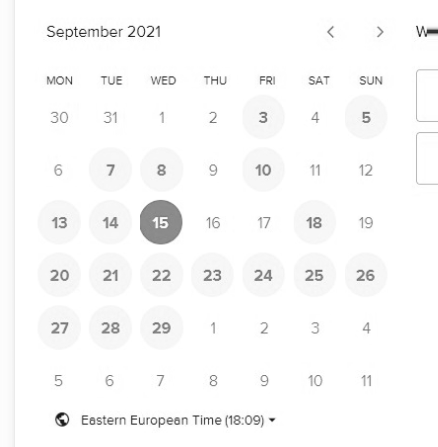 September 2021
MON TUE WED THU FRI SAT SUN
30 31 1 2 3 4 5
6 7 8 9 10 11 12
13 14 15 16 17 18 19
20 21 22 23 24 25 26
27 28 29 1 2 3 4
5 6 7 8 9 10 11
Eastern European Time (18:09)